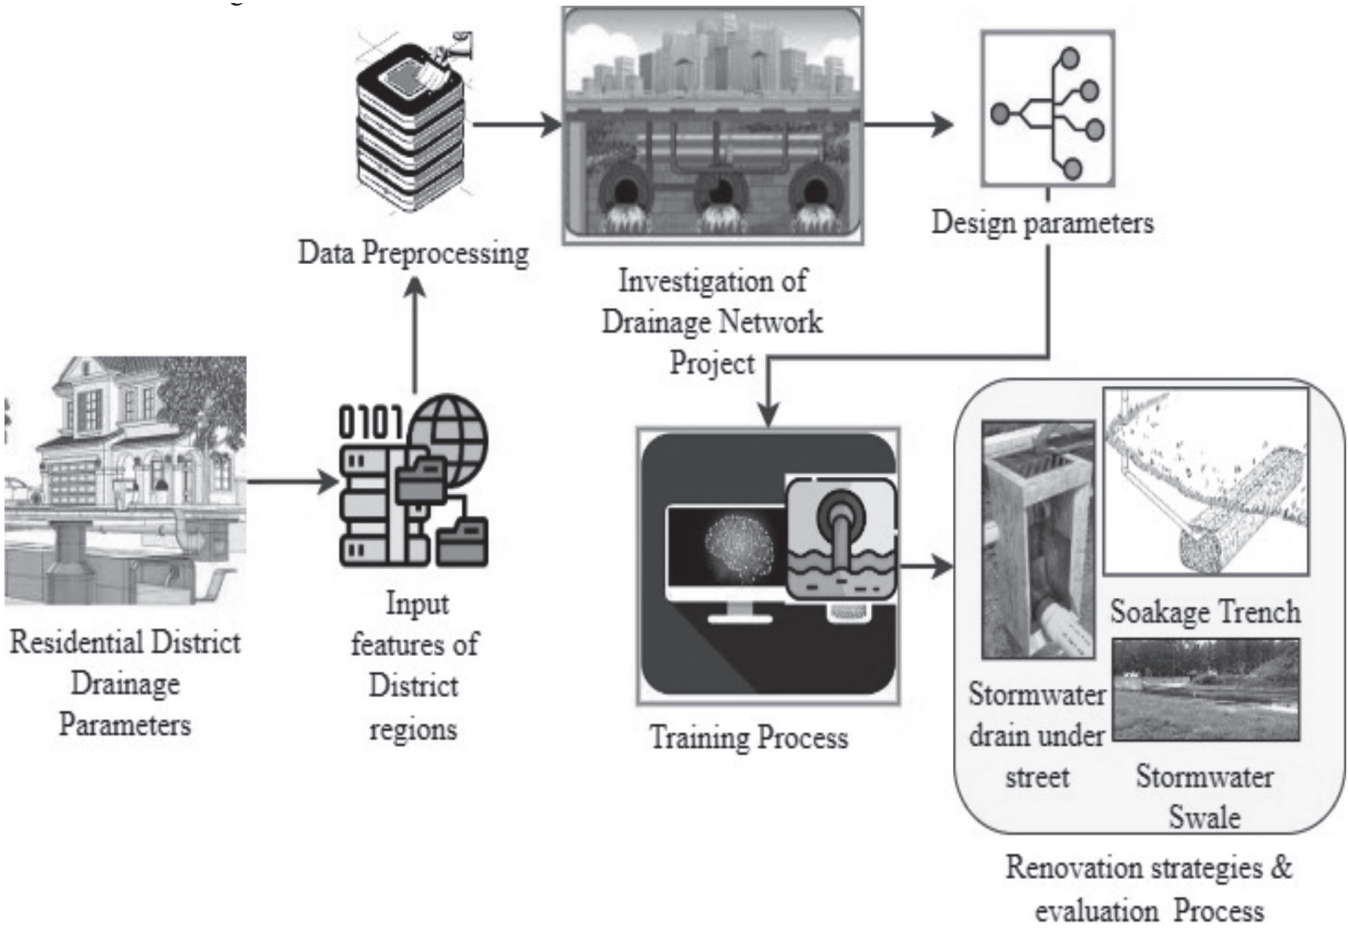 Data Preprocessing
Investigation of
Drainage Network
Project
Design parameters
Residential District
Drainage
Parameters
0101
Input
features of
District
regions
Training Process
Soakage Trench
Stormwater
drain under
street
Stormwater
Swale
Renovation strategies &
evaluation Process